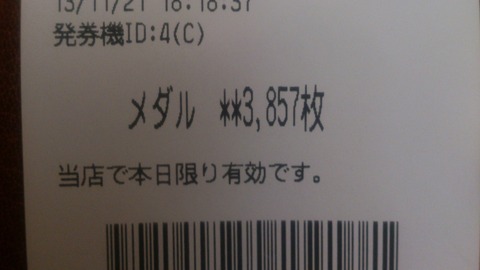 13/11/21 18:18:37
発券機ID:4(C)
メダル **3,857枚
当店で本日限り有効です。